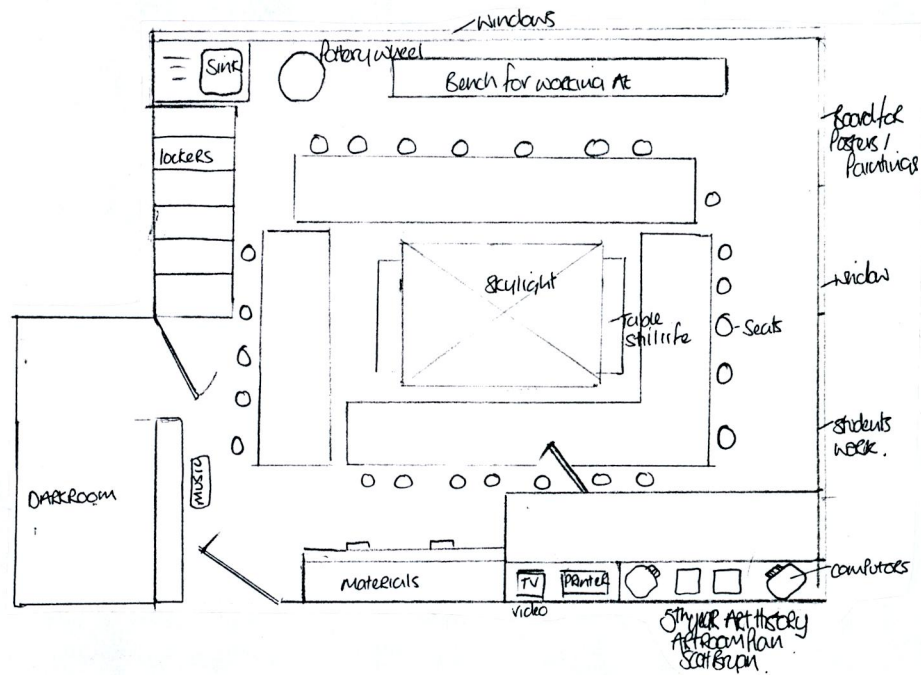 windows
Sink
Pottery wheel
Bench for working At
Board for
Posters /
Paintings
lockers
Skylight
window
Table
still life
Seats
students
work.
DARKROOM
MUSIC
Materials
TV
PRINTER
video
COMPUTORS
5th year Art History
Art Room Plan